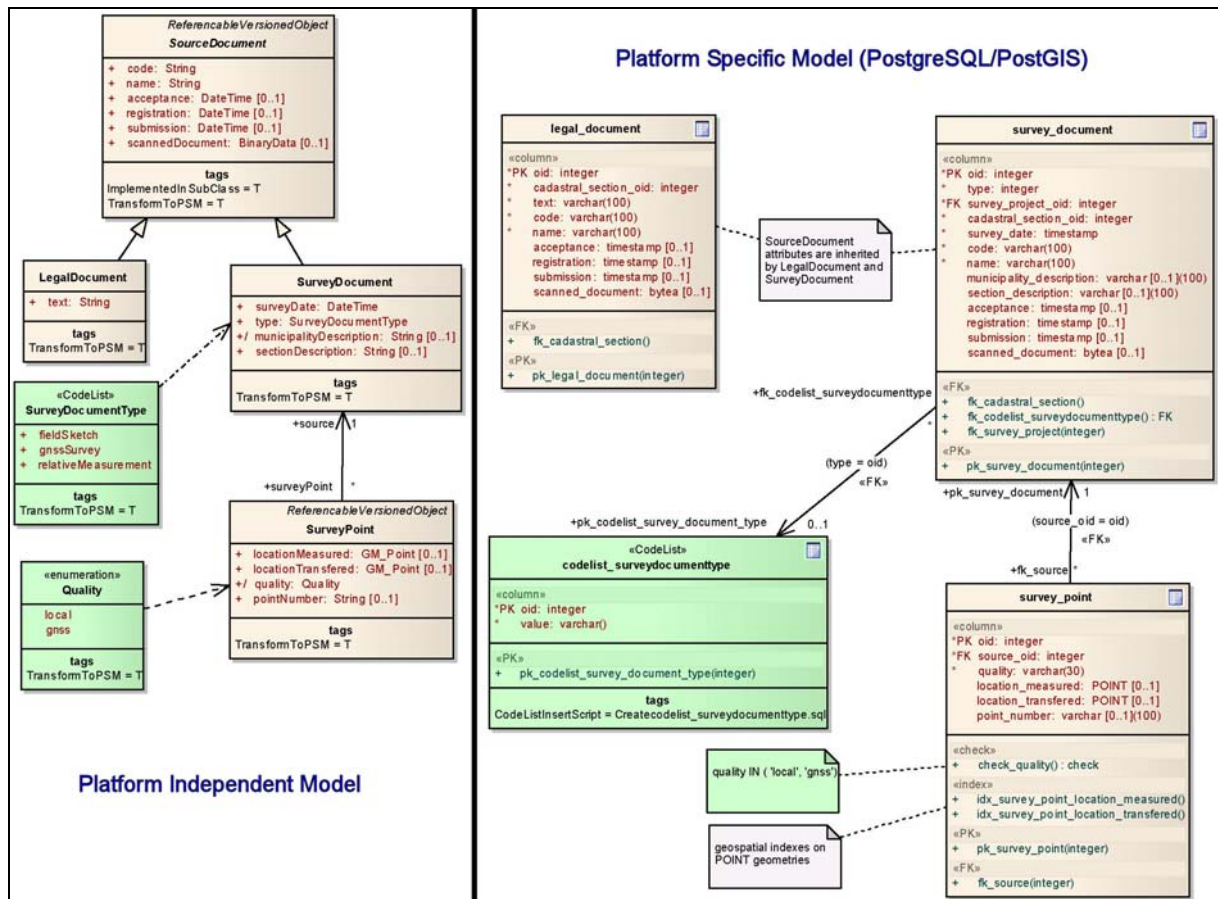 ReferencableVersionedObject
SourceDocument
+ code: String
+ name: String
+ acceptance: DateTime [0..1]
+ registration: DateTime [0..1]
+ submission: DateTime [0..1]
+ scannedDocument: BinaryData [0..1]
tags
ImplementedInSubClass = T
TransformToPSM = T
LegalDocument
+ text: String
tags
TransformToPSM = T
SurveyDocument
+ surveyDate: DateTime
+ type: SurveyDocumentType
+/ municipalityDescription: String [0..1]
+ sectionDescription: String [0..1]
tags
TransformToPSM = T
«CodeList»
SurveyDocumentType
+ fieldSketch
+ gnssSurvey
+ relativeMeasurement
tags
TransformToPSM = T
+source 1
+surveyPoint *
ReferencableVersionedObject
SurveyPoint
+ locationMeasured: GM_Point [0..1]
+ locationTransfered: GM_Point [0..1]
+/ quality: Quality
+ pointNumber: String [0..1]
tags
TransformToPSM = T
«enumeration»
Quality
local
gnss
tags
TransformToPSM = T
Platform Independent Model
Platform Specific Model (PostgreSQL/PostGIS)
legal_document
«column»
*PK oid: integer
* cadastral_section_oid: integer
* text: varchar(100)
* code: varchar(100)
* name: varchar(100)
acceptance: timestamp [0..1]
registration: timestamp [0..1]
submission: timestamp [0..1]
scanned_document: bytea [0..1]
«FK»
+ fk_cadastral_section()
«PK»
+ pk_legal_document(integer)
SourceDocument
attributes are inherited
by LegalDocument and
SurveyDocument
survey_document
«column»
*PK oid: integer
* type: integer
*FK survey_project_oid: integer
* cadastral_section_oid: integer
* survey_date: timestamp
* code: varchar(100)
* name: varchar(100)
municipality_description: varchar [0..1](100)
section_description: varchar [0..1](100)
acceptance: timestamp [0..1]
registration: timestamp [0..1]
submission: timestamp [0..1]
scanned_document: bytea [0..1]
«FK»
+ fk_cadastral_section()
+ fk_codelist_surveydocumenttype() : FK
+ fk_survey_project(integer)
«PK»
+ pk_survey_document(integer)
+fk_codelist_surveydocumenttype
*
(type = oid)
«FK»
+pk_codelist_survey_document_type 0..1
+pk_survey_document 1
(source_oid = oid)
«FK»
+fk_source *
«CodeList»
codelist_surveydocumenttype
«column»
*PK oid: integer
* value: varchar()
«PK»
+ pk_codelist_survey_document_type(integer)
tags
CodeListInsertScript = Createcodelist_surveydocumenttype.sql
survey_point
«column»
*PK oid: integer
*FK source_oid: integer
* quality: varchar(30)
location_measured: POINT [0..1]
location_transfered: POINT [0..1]
point_number: varchar [0..1](100)
«check»
+ check_quality() : check
«index»
+ idx_survey_point_location_measured()
+ idx_survey_point_location_transfered()
«PK»
+ pk_survey_point(integer)
«FK»
+ fk_source(integer)
quality IN ( 'local', 'gnss')
geospatial indexes on
POINT geometries